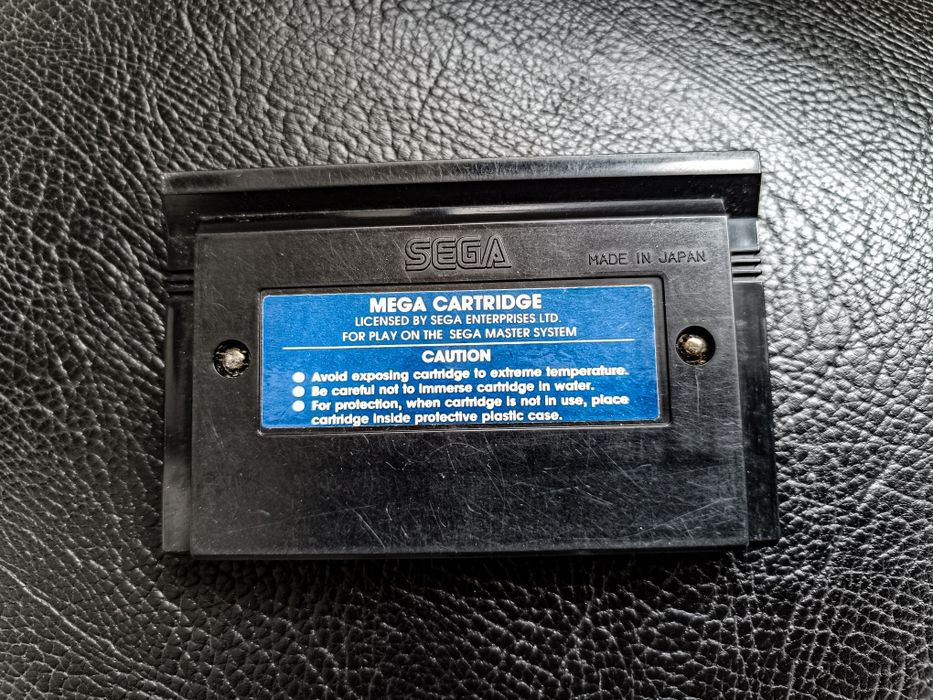 SEGA
MADE IN JAPAN
MEGA CARTRIDGE
LICENSED BY SEGA ENTERPRISES LTD.
FOR PLAY ON THE SEGA MASTER SYSTEM
CAUTION
● Avoid exposing cartridge to extreme temperature.
● Be careful not to immerse cartridge in water.
● For protection, when cartridge is not in use, place
cartridge inside protective plastic case.